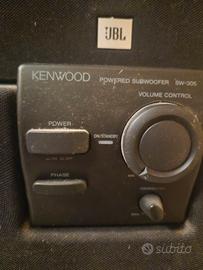 JBL
KENWOOD POWERED SUBWOOFER SW-305
VOLUME CONTROL
POWER
ON/STANDBY
PHASE
subito